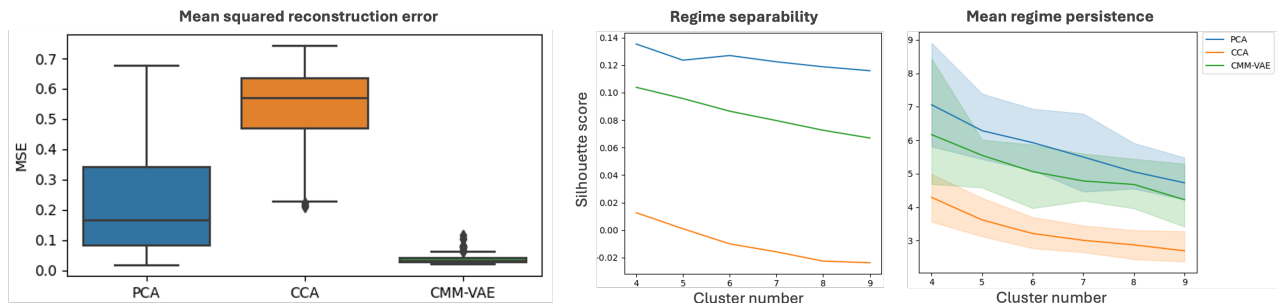 Mean squared reconstruction error
MSE
0.7
0.6
0.5
0.4
0.3
0.2
0.1
0.0
PCA
CCA
CMM-VAE
Regime separability
Silhouette score
0.14
0.12
0.10
0.08
0.06
0.04
0.02
0.00
-0.02
4 5 6 7 8 9
Cluster number
Mean regime persistence
9
8
7
6
5
4
3
4 5 6 7 8 9
Cluster number
PCA
CCA
CMM-VAE